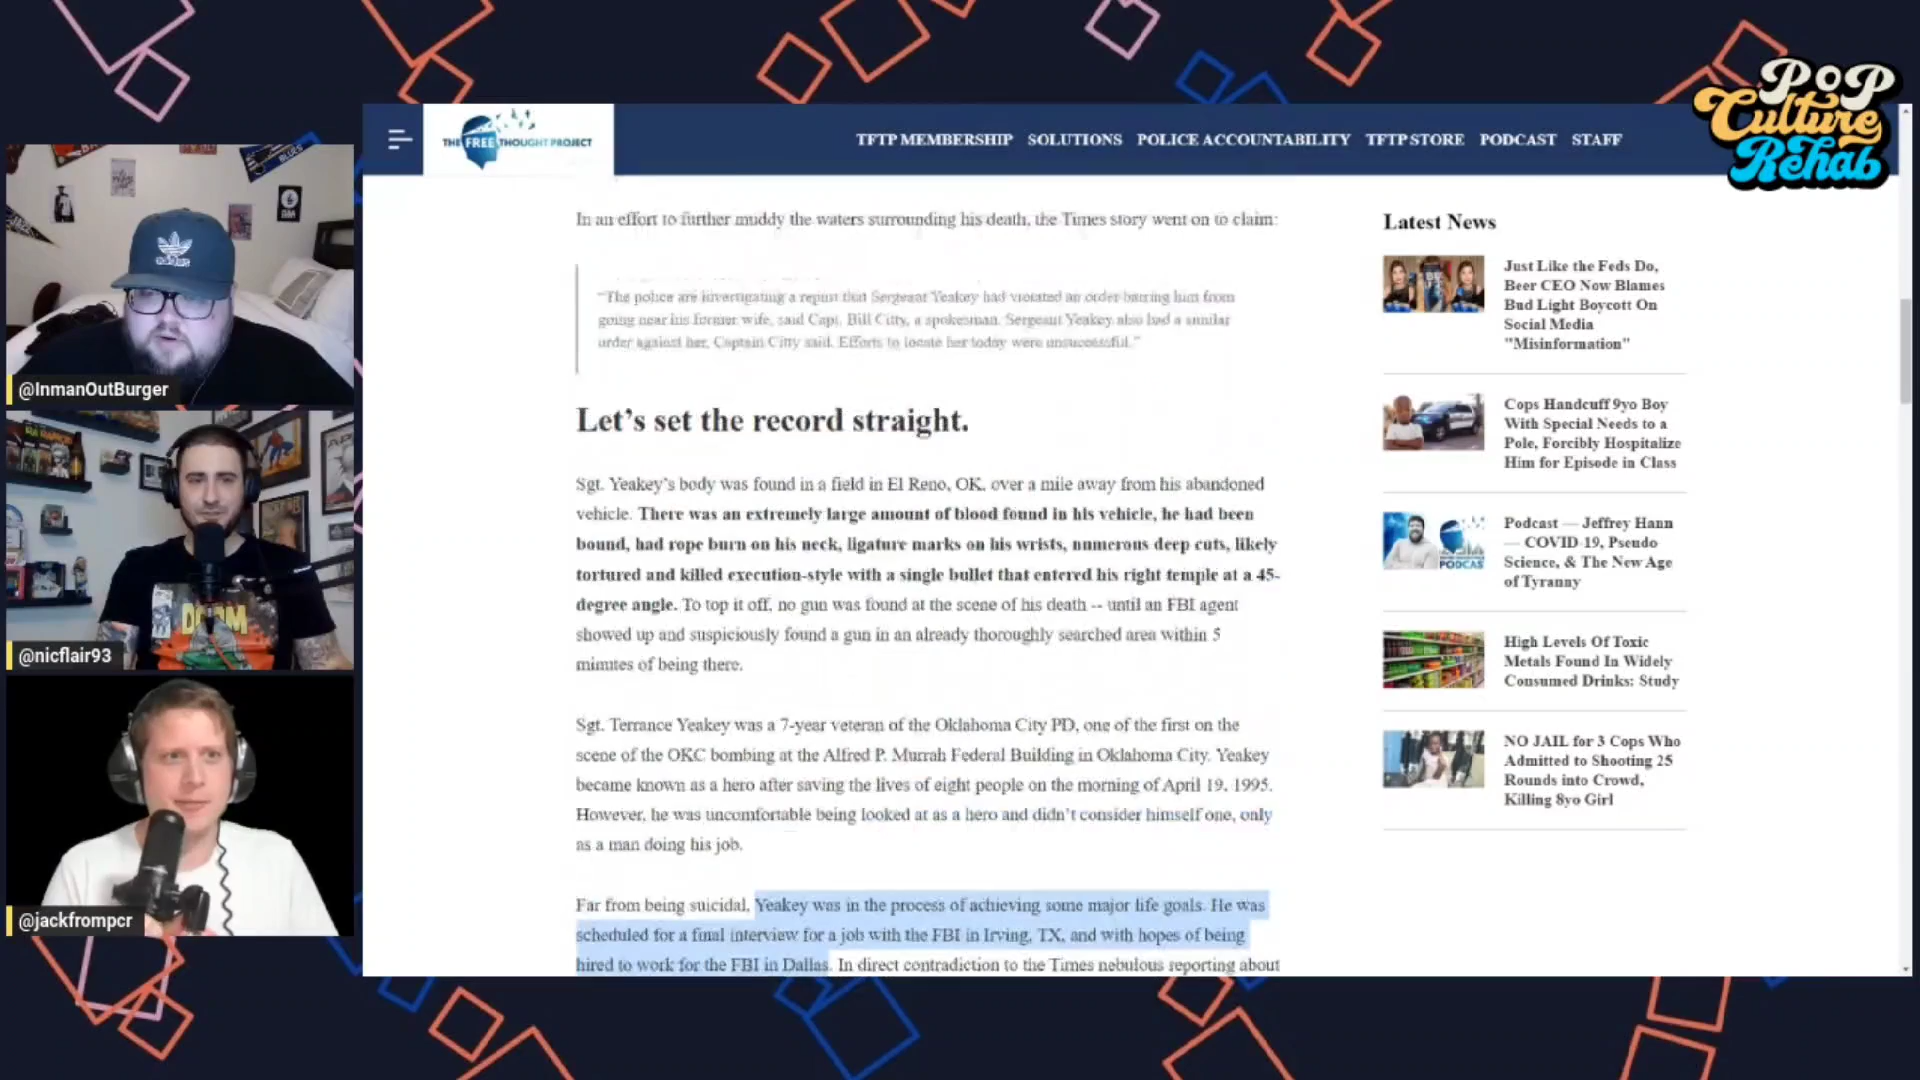 POP
Culture
Rehab
THE FREE THOUGHT PROJECT
TFTP MEMBERSHIP SOLUTIONS POLICE ACCOUNTABILITY TFTP STORE PODCAST STAFF
BLUES
@InmanOutBurger
@nicflair93
@jackfrompcr
In an effort to further muddy the waters surrounding his death, the Times story went on to claim:
"The police are investigating a report that Sergeant Yeakey had violated an order barring him from
going near his former wife, said Capt. Bill Citty, a spokesman. Sergeant Yeakey also had a similar
order against her, Captain Citty said. Efforts to locate her today were unsuccessful."
Let's set the record straight.
Sgt. Yeakey's body was found in a field in El Reno, OK, over a mile away from his abandoned
vehicle. There was an extremely large amount of blood found in his vehicle, he had been
bound, had rope burn on his neck, ligature marks on his wrists, numerous deep cuts, likely
tortured and killed execution-style with a single bullet that entered his right temple at a 45-
degree angle. To top it off, no gun was found at the scene of his death -- until an FBI agent
showed up and suspiciously found a gun in an already thoroughly searched area within 5
minutes of being there.
Sgt. Terrance Yeakey was a 7-year veteran of the Oklahoma City PD, one of the first on the
scene of the OKC bombing at the Alfred P. Murrah Federal Building in Oklahoma City. Yeakey
became known as a hero after saving the lives of eight people on the morning of April 19, 1995.
However, he was uncomfortable being looked at as a hero and didn't consider himself one, only
as a man doing his job.
Far from being suicidal, Yeakey was in the process of achieving some major life goals. He was
scheduled for a final interview for a job with the FBI in Irving, TX, and with hopes of being
hired to work for the FBI in Dallas. In direct contradiction to the Times nebulous reporting about
Latest News
Just Like the Feds Do,
Beer CEO Now Blames
Bud Light Boycott On
Social Media
"Misinformation"
Cops Handcuff 9yo Boy
With Special Needs to a
Pole, Forcibly Hospitalize
Him for Episode in Class
Podcast — Jeffrey Hann
— COVID-19, Pseudo
Science, & The New Age
of Tyranny
High Levels Of Toxic
Metals Found In Widely
Consumed Drinks: Study
NO JAIL for 3 Cops Who
Admitted to Shooting 25
Rounds into Crowd,
Killing 8yo Girl